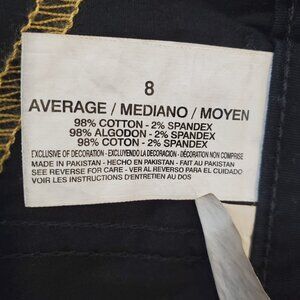 8
AVERAGE / MEDIANO / MOYEN
98% COTTON - 2% SPANDEX
98% ALGODON - 2% SPANDEX
98% COTON - 2% SPANDEX
EXCLUSIVE OF DECORATION - EXCLUYENDO LA DECORACIÓN - DÉCORATION NON COMPRISE
MADE IN PAKISTAN - HECHO EN PAKISTAN - FAIT AU PAKISTAN
SEE REVERSE FOR CARE - VER AL REVERSO PARA EL CUIDADO
VOIR LES INSTRUCTIONS D'ENTRETIEN AU DOS